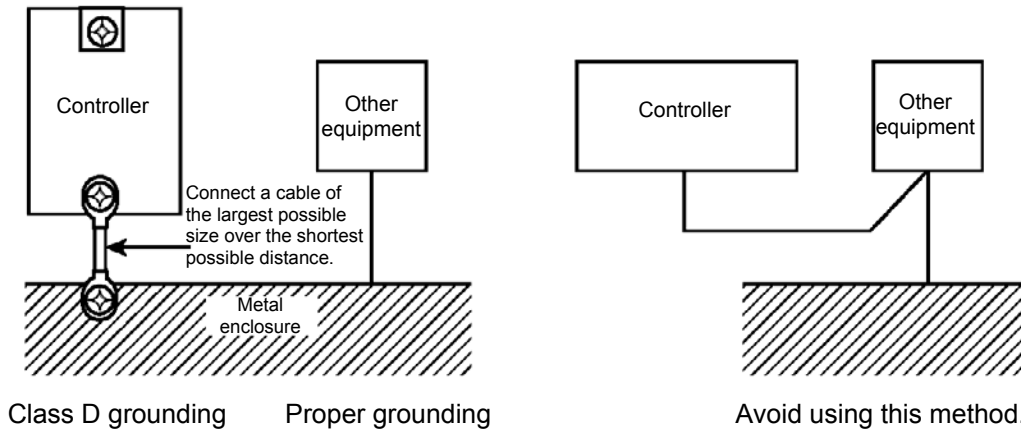 Controller
Other
equipment
Connect a cable of
the largest possible
size over the shortest
possible distance.
Metal
enclosure
Class D grounding
Proper grounding
Controller
Other
equipment
Avoid using this method.